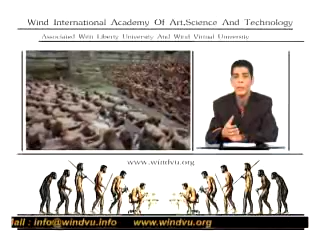 Wind International Academy Of Art,Science And Technology
Associated With Liberty University And Wind Virtual University
www.windvu.org
ail : info@windvu.info www.windvu.org